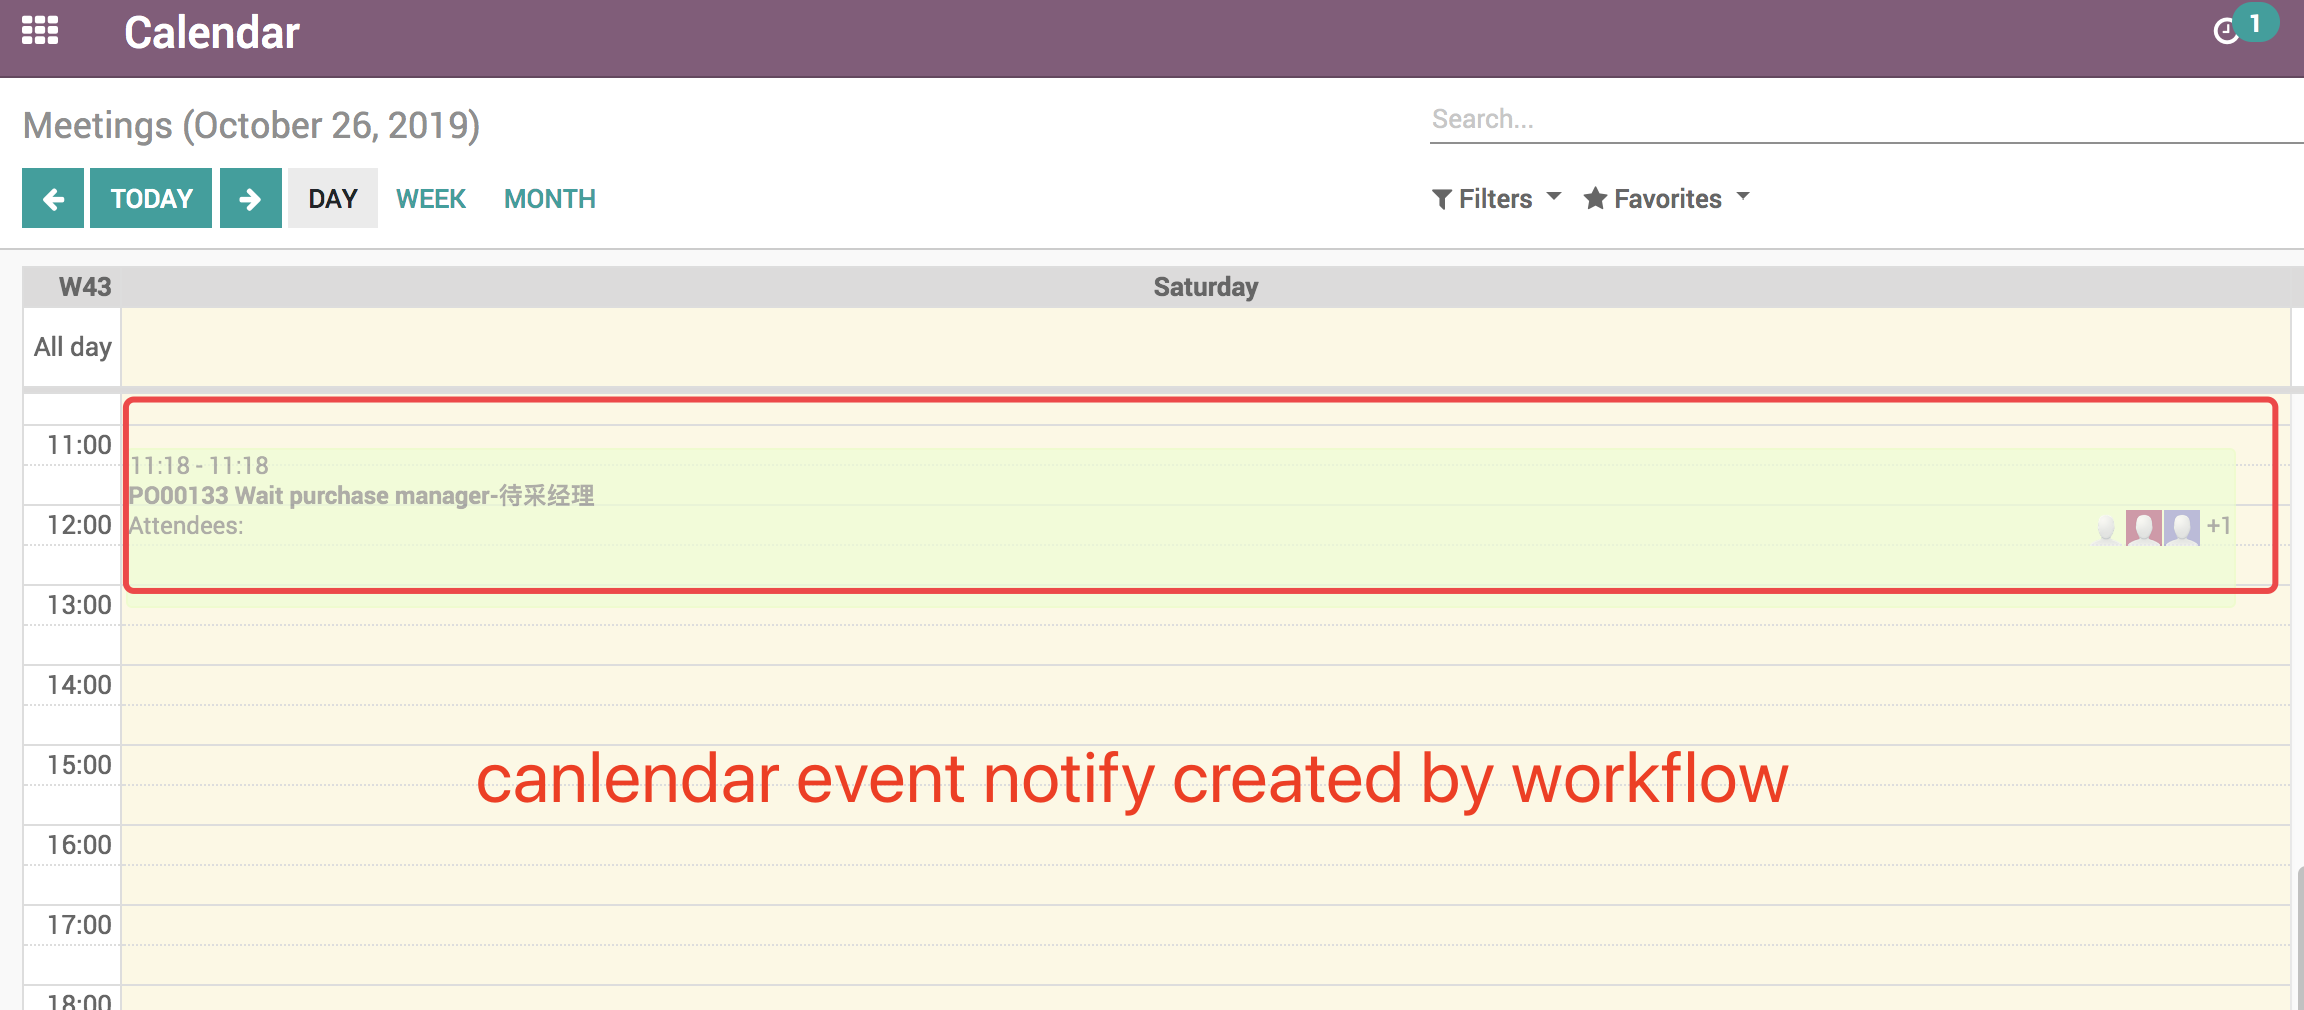 Calendar
1
Meetings (October 26, 2019)
Search...
TODAY
DAY
WEEK
MONTH
Filters
Favorites
W43
Saturday
All day
11:00
11:18 - 11:18
PO00133 Wait purchase manager-待采经理
12:00
Attendees:
+1
13:00
14:00
15:00
canlendar event notify created by workflow
16:00
17:00
18:00